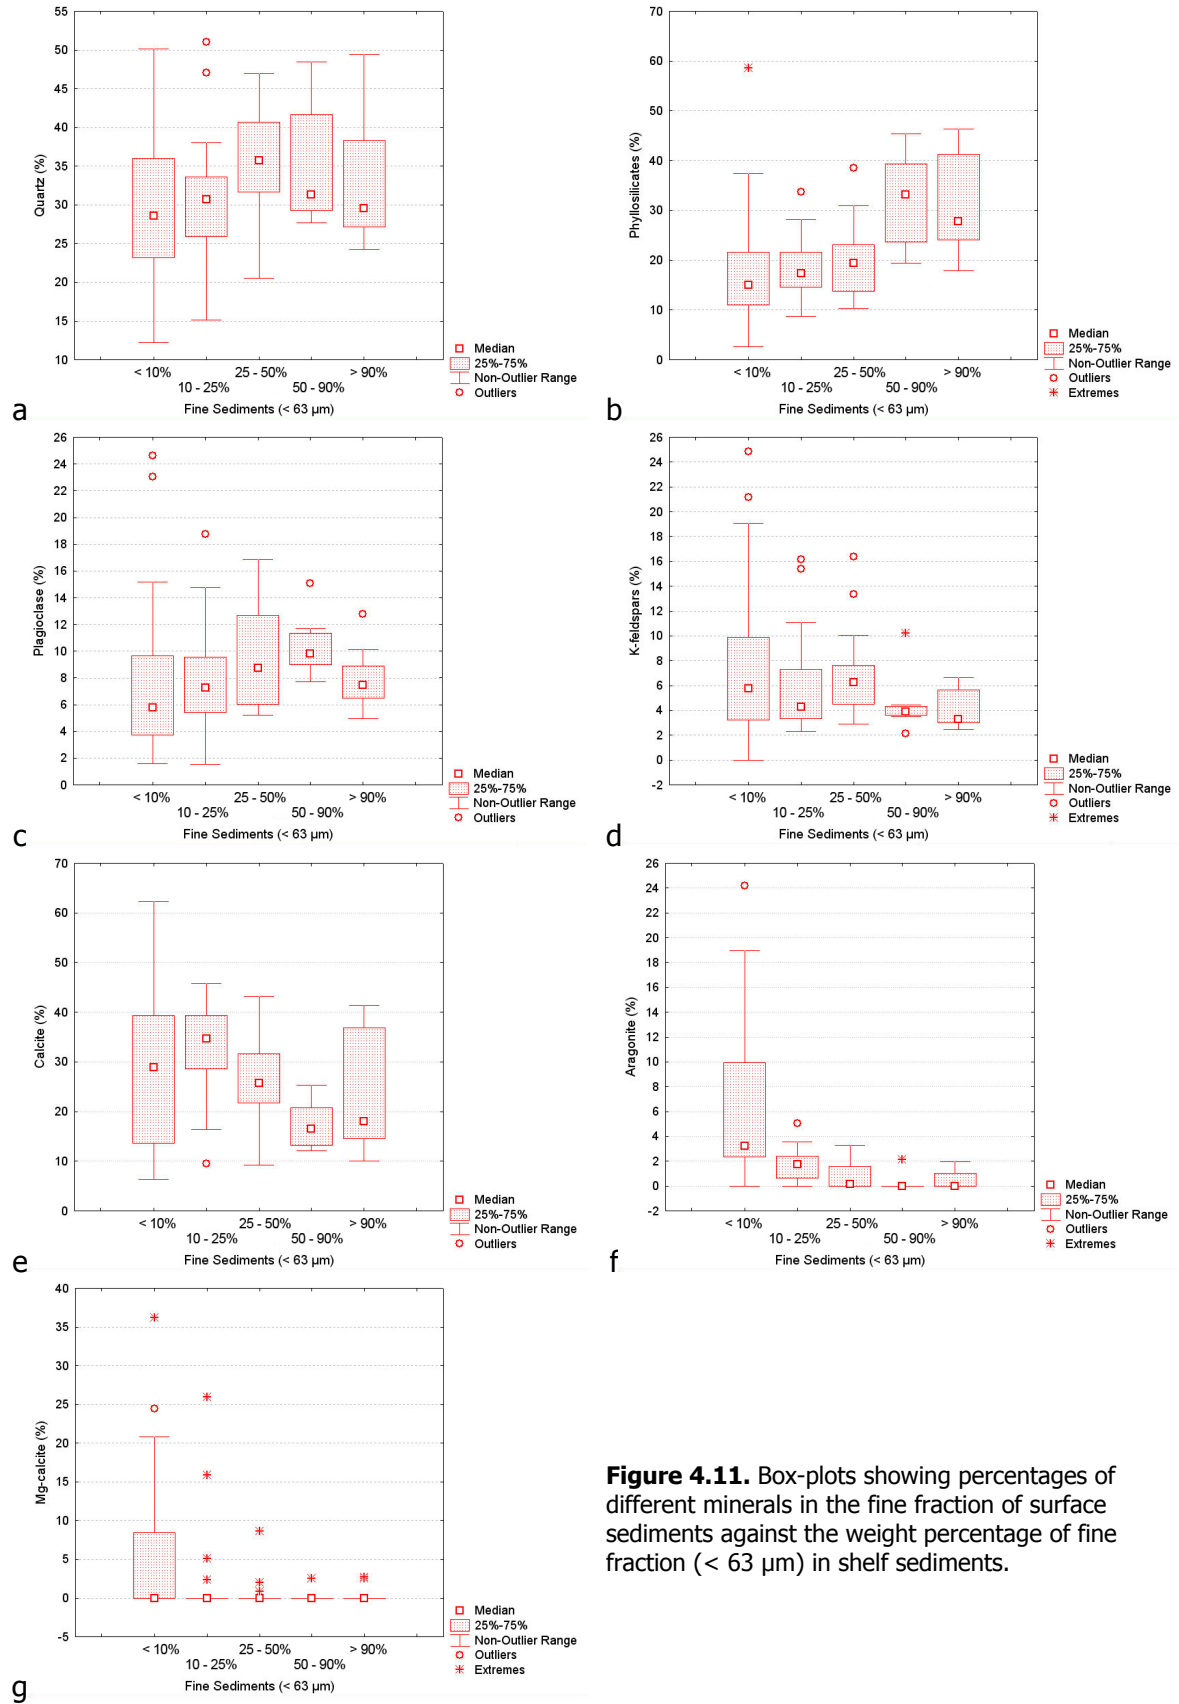 55
50
45
40
35
30
25
20
15
10
Quartz (%)
< 10%
25 - 50%
> 90%
10 - 25%
50 - 90%
Fine Sediments (< 63 µm)
Median
25%-75%
Non-Outlier Range
Outliers
a
70
60
50
40
30
20
10
0
Phyllosilicates (%)
< 10%
25 - 50%
> 90%
10 - 25%
50 - 90%
Fine Sediments (< 63 µm)
Median
25%-75%
Non-Outlier Range
Outliers
Extremes
b
26
24
22
20
18
16
14
12
10
8
6
4
2
0
Plagioclase (%)
< 10%
25 - 50%
> 90%
10 - 25%
50 - 90%
Fine Sediments (< 63 µm)
Median
25%-75%
Non-Outlier Range
Outliers
c
26
24
22
20
18
16
14
12
10
8
6
4
2
0
-2
K-feldspars (%)
< 10%
25 - 50%
> 90%
10 - 25%
50 - 90%
Fine Sediments (< 63 µm)
Median
25%-75%
Non-Outlier Range
Outliers
Extremes
d
70
60
50
40
30
20
10
0
Calcite (%)
< 10%
25 - 50%
> 90%
10 - 25%
50 - 90%
Fine Sediments (< 63 µm)
Median
25%-75%
Non-Outlier Range
Outliers
e
26
24
22
20
18
16
14
12
10
8
6
4
2
0
-2
Aragonite (%)
< 10%
25 - 50%
> 90%
10 - 25%
50 - 90%
Fine Sediments (< 63 µm)
Median
25%-75%
Non-Outlier Range
Outliers
Extremes
f
40
35
30
25
20
15
10
5
0
-5
Mg-calcite (%)
< 10%
25 - 50%
> 90%
10 - 25%
50 - 90%
Fine Sediments (< 63 µm)
Median
25%-75%
Non-Outlier Range
Outliers
Extremes
g
Figure 4.11. Box-plots showing percentages of
different minerals in the fine fraction of surface
sediments against the weight percentage of fine
fraction (< 63 µm) in shelf sediments.